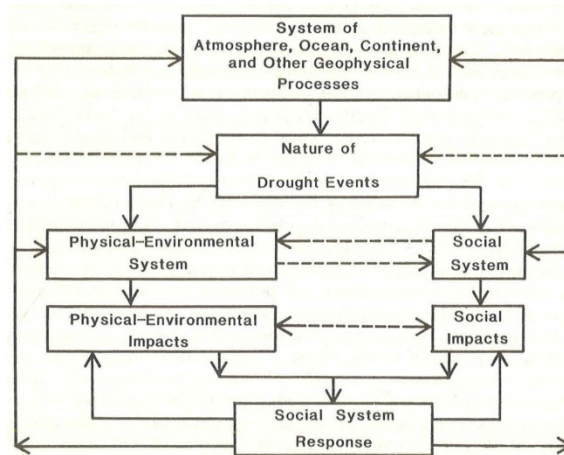 System of
Atmosphere, Ocean, Continent,
and Other Geophysical
Processes
Nature of
Drought Events
Physical–Environmental
System
Social
System
Physical–Environmental
Impacts
Social
Impacts
Social System
Response